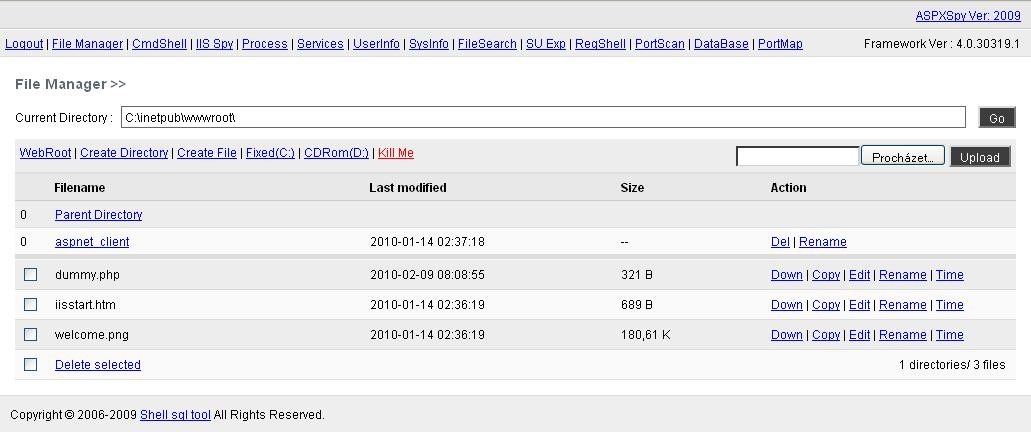 ASPXSpy Ver: 2009
Logout | File Manager | CmdShell | IIS Spy | Process | Services | UserInfo | SysInfo | FileSearch | SU Exp | RegShell | PortScan | DataBase | PortMap Framework Ver : 4.0.30319.1
File Manager >>
Current Directory : C:\inetpub\wwwroot\ Go
WebRoot | Create Directory | Create File | Fixed(C:) | CDRom(D:) | Kill Me Procházet... Upload
Filename Last modified Size Action
0 Parent Directory
0 aspnet_client 2010-01-14 02:37:18 -- Del | Rename
dummy.php 2010-02-09 08:08:55 321 B Down | Copy | Edit | Rename | Time
iisstart.htm 2010-01-14 02:36:19 689 B Down | Copy | Edit | Rename | Time
welcome.png 2010-01-14 02:36:19 180,61 K Down | Copy | Edit | Rename | Time
Delete selected 1 directories/ 3 files
Copyright © 2006-2009 Shell sql tool All Rights Reserved.